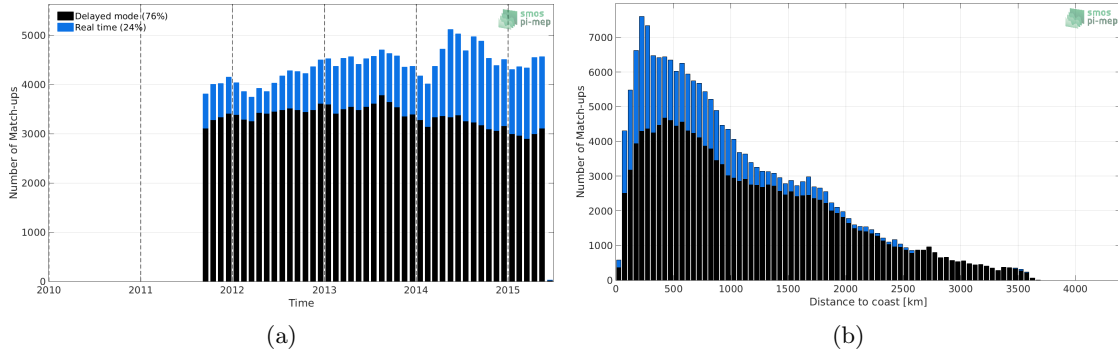 Delayed mode (76%)
Real time (24%)
smos
pi-mep
Number of Match-ups
5000
4000
3000
2000
1000
0
2010 2011 2012 2013 2014 2015
Time
(a)
smos
pi-mep
Number of Match-ups
7000
6000
5000
4000
3000
2000
1000
0
0 500 1000 1500 2000 2500 3000 3500 4000
Distance to coast [km]
(b)